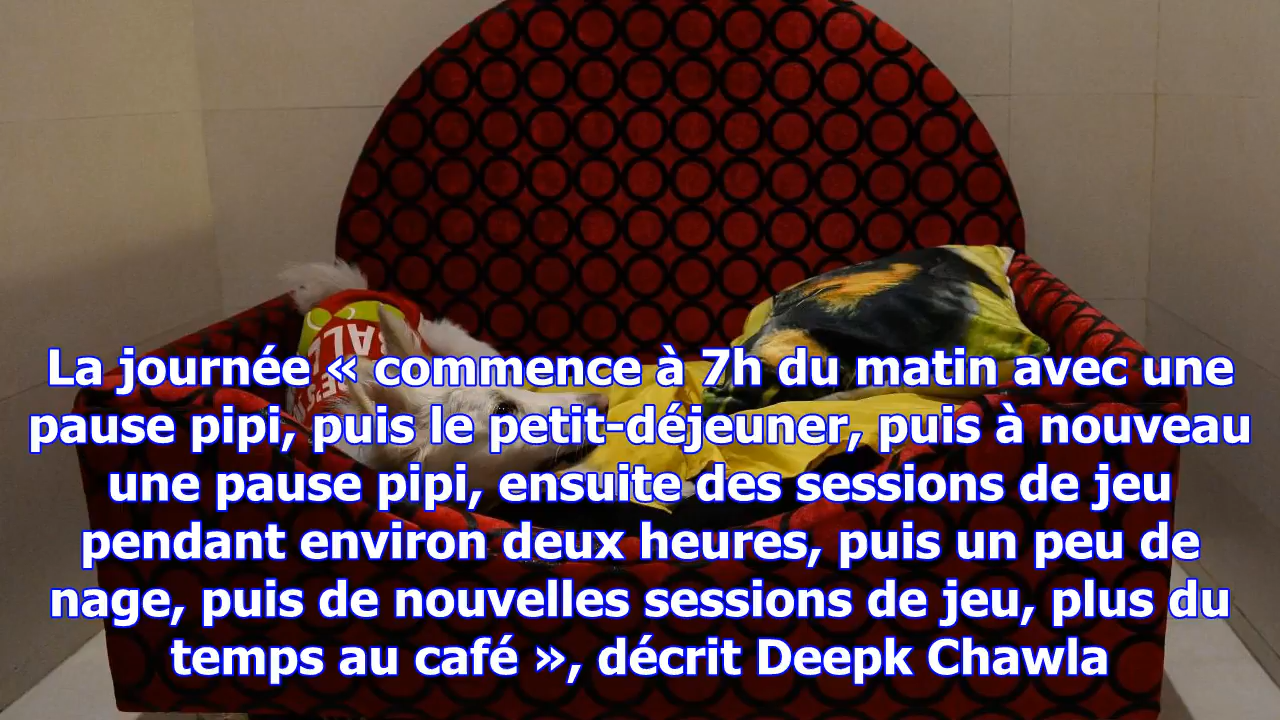 La journée « commence à 7h du matin avec une
pause pipi, puis le petit-déjeuner, puis à nouveau
une pause pipi, ensuite des sessions de jeu
pendant environ deux heures, puis un peu de
nage, puis de nouvelles sessions de jeu, plus du
temps au café », décrit Deepk Chawla